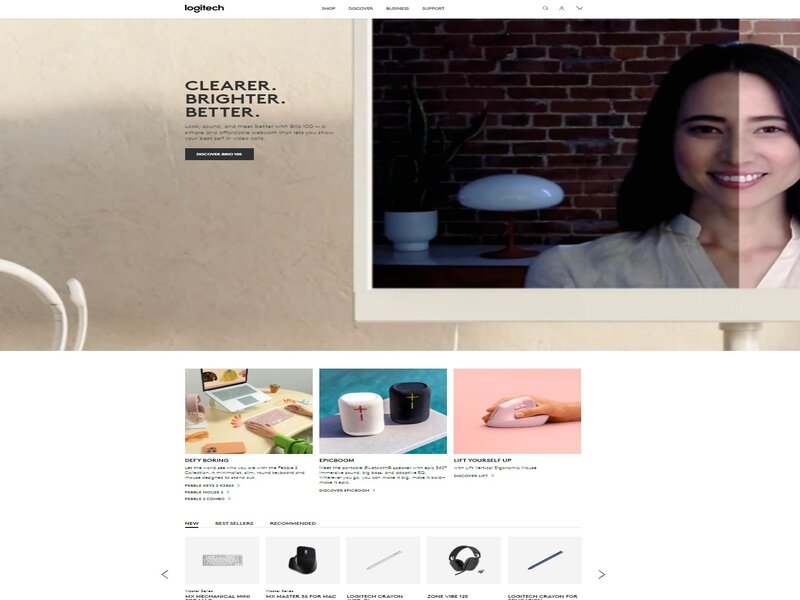 logitech
SHOP DISCOVER BUSINESS SUPPORT
CLEARER.
BRIGHTER.
BETTER.
Look, sound, and meet better with Brio 100 — a
simple and affordable webcam that lets you show
your best self in video calls.
DISCOVER BRIO 100
DEFY BORING
Let the world see who you are with the Pebble 2
Collection. A minimalist, slim, round keyboard and
mouse designed to stand out.
PEBBLE KEYS 2 K380S >
PEBBLE MOUSE 2 >
PEBBLE 2 COMBO >
EPICBOOM
Meet the portable Bluetooth® speaker with epic 360°
immersive sound, big bass, and adaptive EQ.
Wherever you go, you can make it big, make it bold—
make it epic.
DISCOVER EPICBOOM >
LIFT YOURSELF UP
with Lift Vertical Ergonomic Mouse
DISCOVER LIFT >
NEW BEST SELLERS RECOMMENDED
Master Series
MX MECHANICAL MINI
Master Series
MX MASTER 3S FOR MAC
LOGITECH CRAYON
ZONE VIBE 125
LOGITECH CRAYON FOR